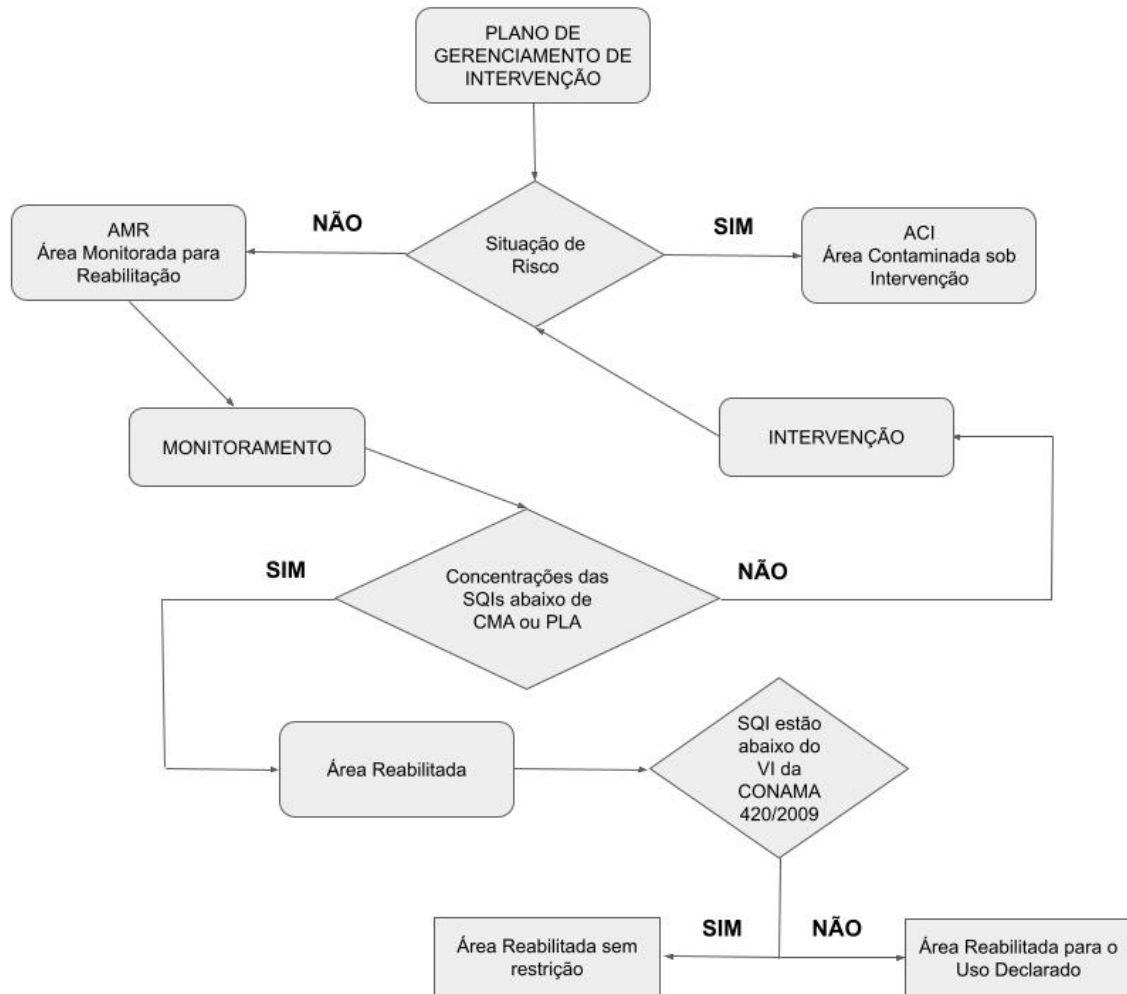 PLANO DE
GERENCIAMENTO DE
INTERVENÇÃO
NÃO
SIM
AMR
Área Monitorada para
Reabilitação
Situação de
Risco
ACI
Área Contaminada sob
Intervenção
MONITORAMENTO
INTERVENÇÃO
SIM
NÃO
Concentrações das
SQIs abaixo de
CMA ou PLA
Área Reabilitada
SQI estão
abaixo do
VI da
CONAMA
420/2009
SIM
NÃO
Área Reabilitada sem
restrição
Área Reabilitada para o
Uso Declarado